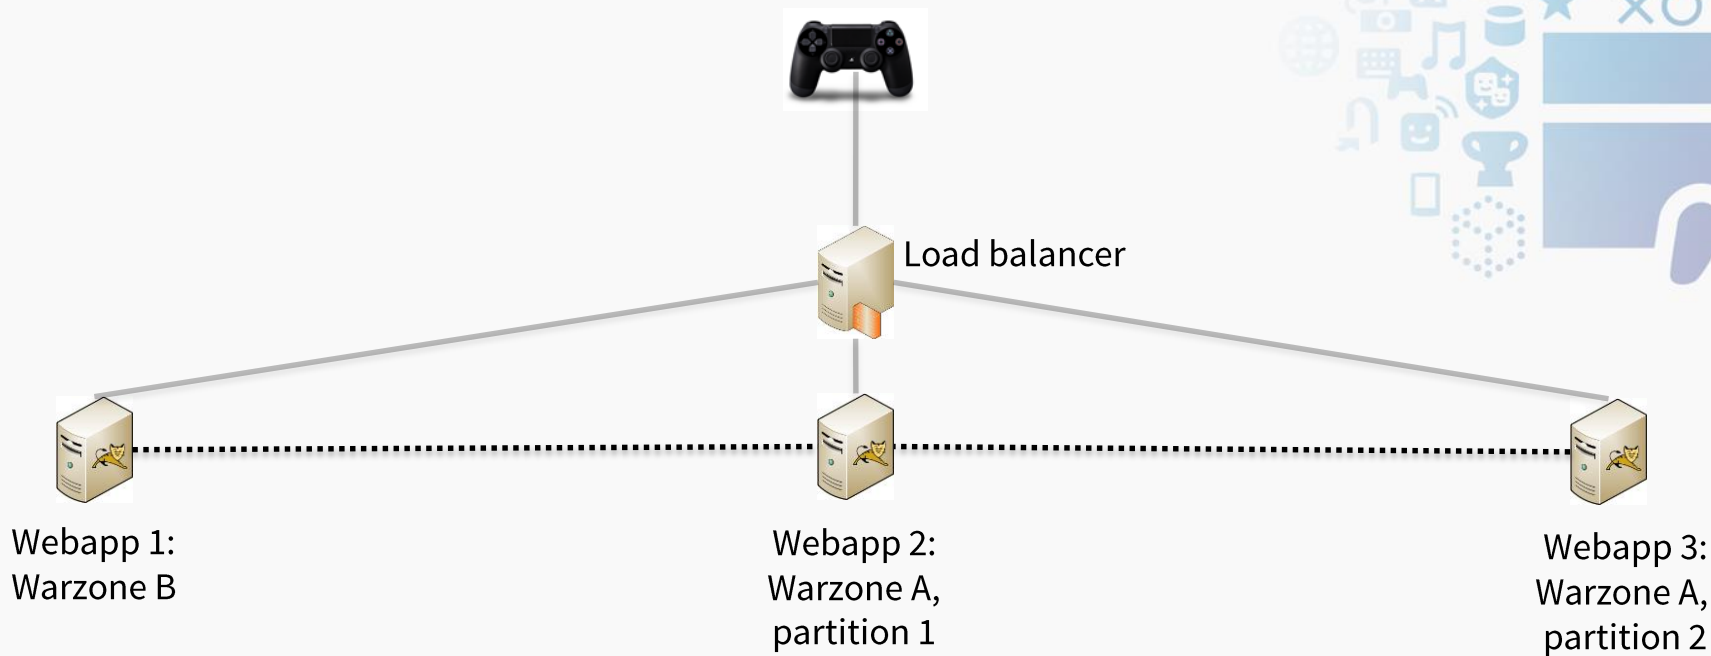 Load balancer
Webapp 1:
Warzone B
Webapp 2:
Warzone A,
partition 1
Webapp 3:
Warzone A,
partition 2